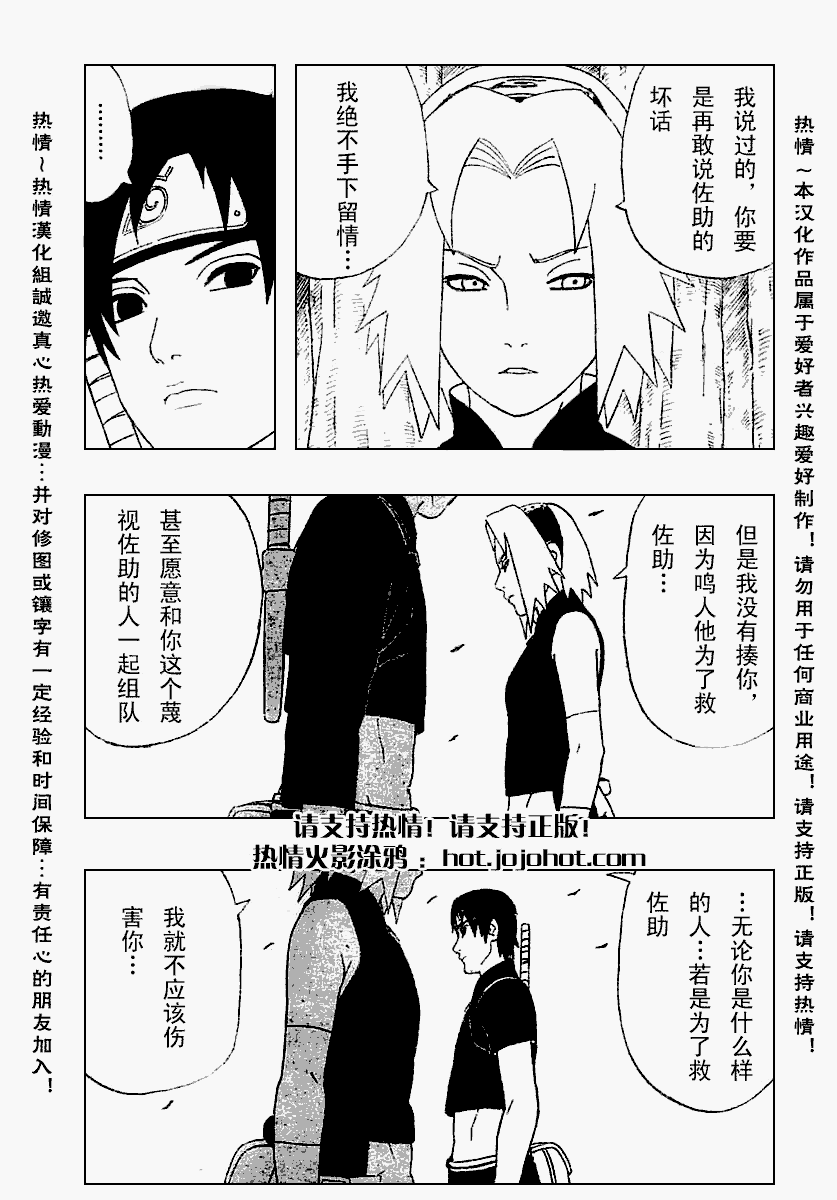 热情~本汉化作品属于爱好者兴趣爱好制作!请勿用于任何商业用途!请支持正版!请支持热情!
我说过的,你要
是再敢说佐助的
坏话
我绝不手下留情…
………
但是我没有揍你,
因为鸣人他为了救
佐助…
甚至愿意和你这个蔑
视佐助的人一起组队
请支持热情!请支持正版!
热情火影涂鸦:hot.jojohot.com
…无论你是什么样
的人…若是为了救
佐助
我就不应该伤
害你…
热情~热情漢化組誠邀真心热爱動漫…并对修图或镶字有一定经验和时间保障…有责任心的朋友加入!